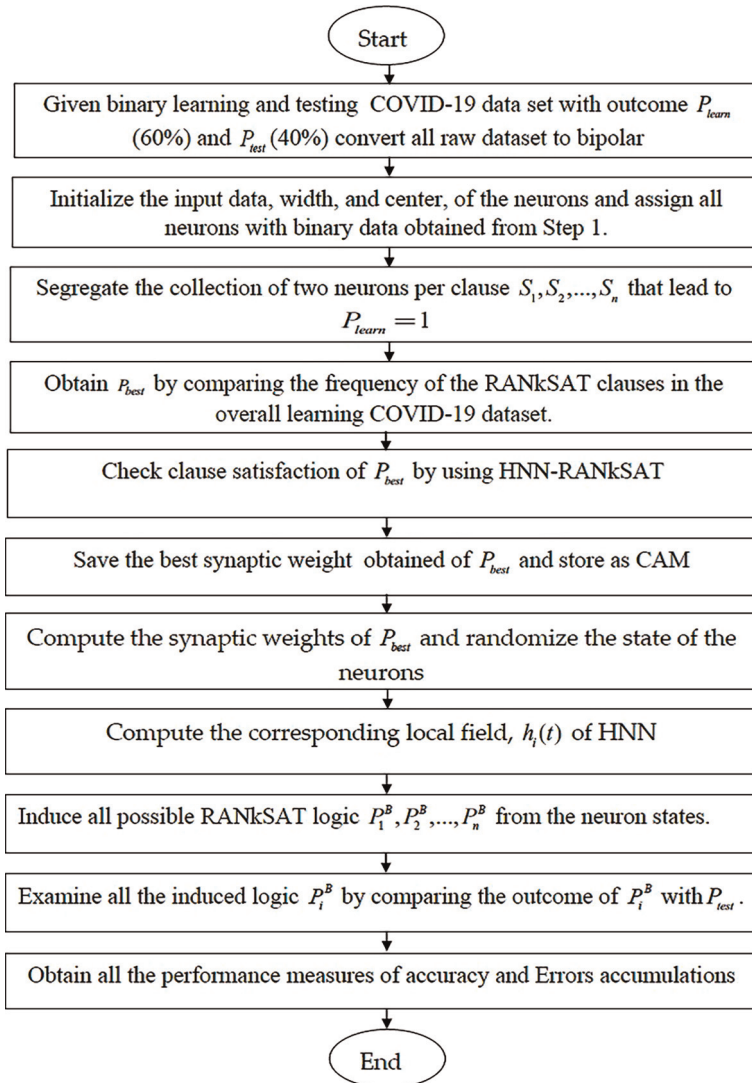 Start
Given binary learning and testing COVID-19 data set with outcome P_learn
(60%) and P_test (40%) convert all raw dataset to bipolar
Initialize the input data, width, and center, of the neurons and assign all
neurons with binary data obtained from Step 1.
Segregate the collection of two neurons per clause S_1, S_2, ..., S_n that lead to
P_learn = 1
Obtain P_best by comparing the frequency of the RANkSAT clauses in the
overall learning COVID-19 dataset.
Check clause satisfaction of P_best by using HNN-RANkSAT
Save the best synaptic weight obtained of P_best and store as CAM
Compute the synaptic weights of P_best and randomize the state of the
neurons
Compute the corresponding local field, h_i(t) of HNN
Induce all possible RANkSAT logic P_1^B, P_2^B, ..., P_n^B from the neuron states.
Examine all the induced logic P_i^B by comparing the outcome of P_i^B with P_test.
Obtain all the performance measures of accuracy and Errors accumulations
End